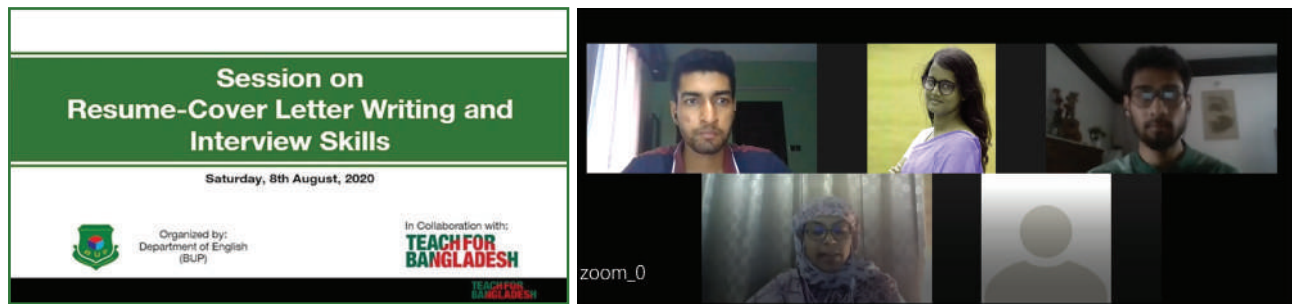 Session on
Resume-Cover Letter Writing and
Interview Skills
Saturday, 8th August, 2020
BUP
Organized by:
Department of English
(BUP)
In Collaboration with:
TEACH FOR
BANGLADESH
TEACH FOR
BANGLADESH
zoom_0